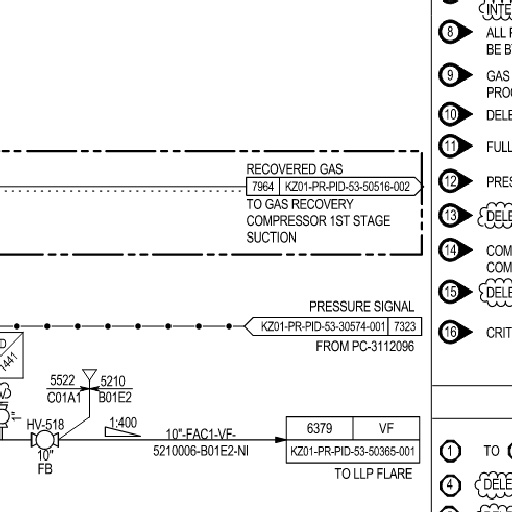 RECOVERED GAS
7964 KZ01-PR-PID-53-50516-002
TO GAS RECOVERY
COMPRESSOR 1ST STAGE
SUCTION
PRESSURE SIGNAL
KZ01-PR-PID-53-30574-001 7323
FROM PC-3112096
D
1441
5522 5210
C01A1 B01E2
1"
HV-518
10"
FB
1:400
10"-FAC1-VF-
5210006-B01E2-NI
6379 VF
KZ01-PR-PID-53-50365-001
TO LLP FLARE
INTE
8 ALL
BE B
9 GAS
PRO
10 DELE
11 FULL
12 PRES
13 DELE
14 COM
COM
15 DELE
16 CRIT
1 TO
4 DELE